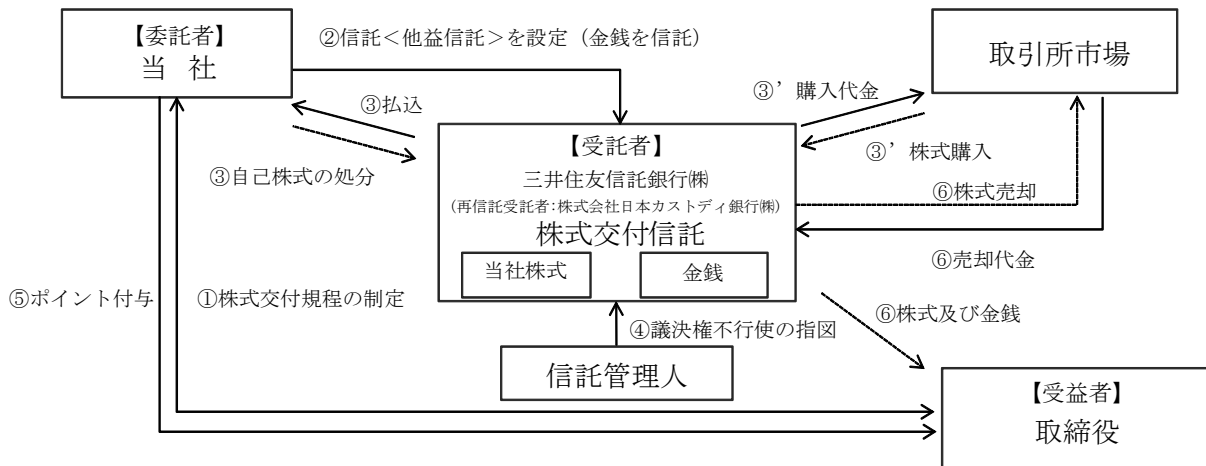 【委託者】
当 社
②信託＜他益信託＞を設定（金銭を信託）
取引所市場
③払込
③’購入代金
③自己株式の処分
【受託者】
三井住友信託銀行㈱
(再信託受託者：株式会社日本カストディ銀行㈱)
株式交付信託
当社株式
金銭
③’株式購入
⑥株式売却
⑥売却代金
⑤ポイント付与
①株式交付規程の制定
④議決権不行使の指図
⑥株式及び金銭
信託管理人
【受益者】
取締役